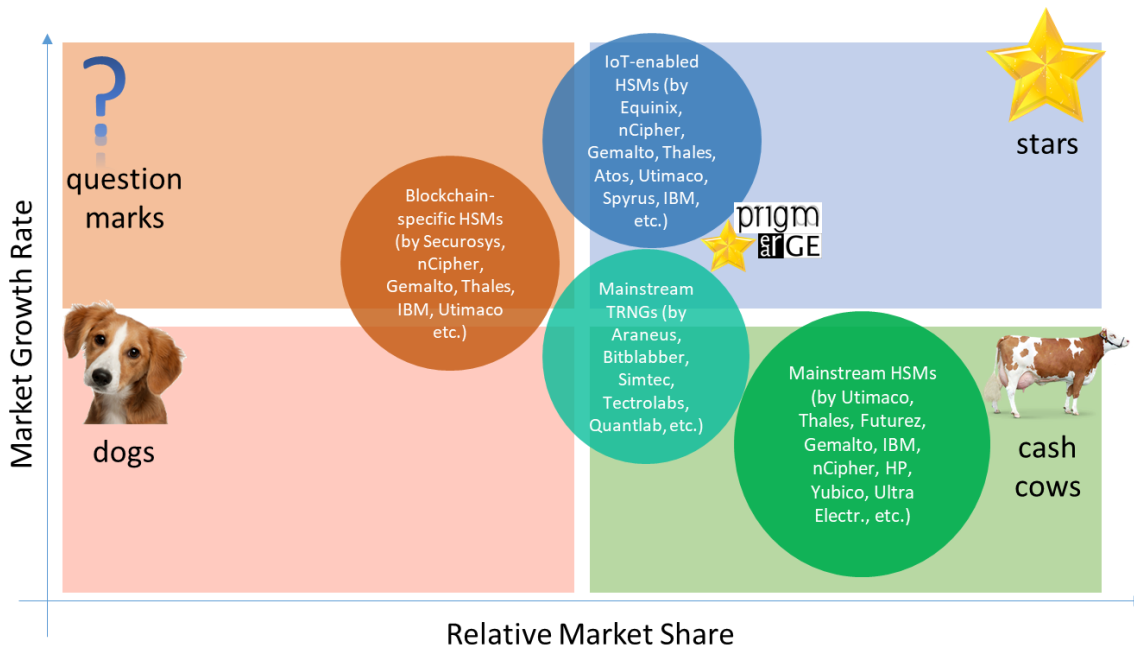 ?
question
marks
IoT-enabled
HSMs (by
Equinix,
nCipher,
Gemalto, Thales,
Atos, Utimaco,
Spyrus, IBM,
etc.)
stars
Blockchain-
specific HSMs
(by Securosys,
nCipher,
Gemalto, Thales,
IBM, Utimaco
etc.)
prigm
erarGE
Mainstream
TRNGs (by
Araneus,
Bitblabber,
Simtec,
Tectrolabs,
Quantlab, etc.)
dogs
Mainstream HSMs
(by Utimaco,
Thales, Futurez,
Gemalto, IBM,
nCipher, HP,
Yubico, Ultra
Electr., etc.)
cash
cows
Market Growth Rate
Relative Market Share